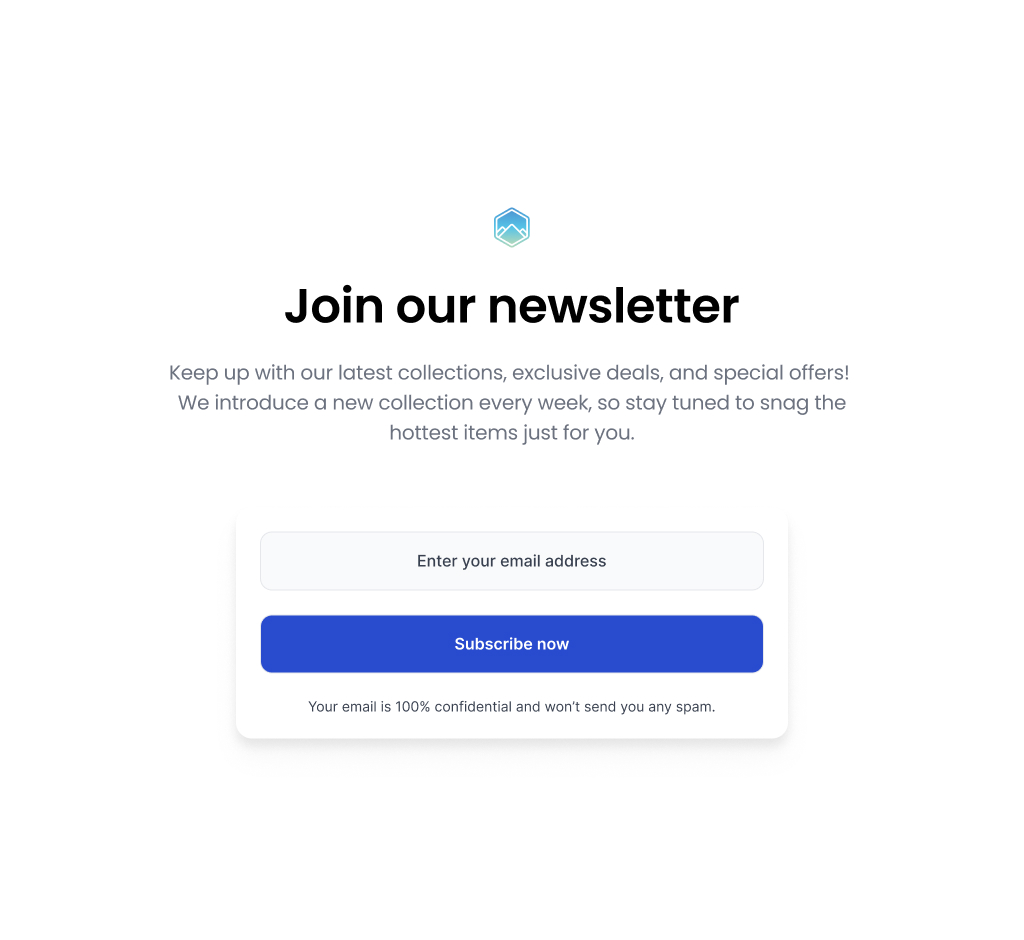 Join our newsletter
Keep up with our latest collections, exclusive deals, and special offers!
We introduce a new collection every week, so stay tuned to snag the
hottest items just for you.
Enter your email address
Subscribe now
Your email is 100% confidential and won’t send you any spam.